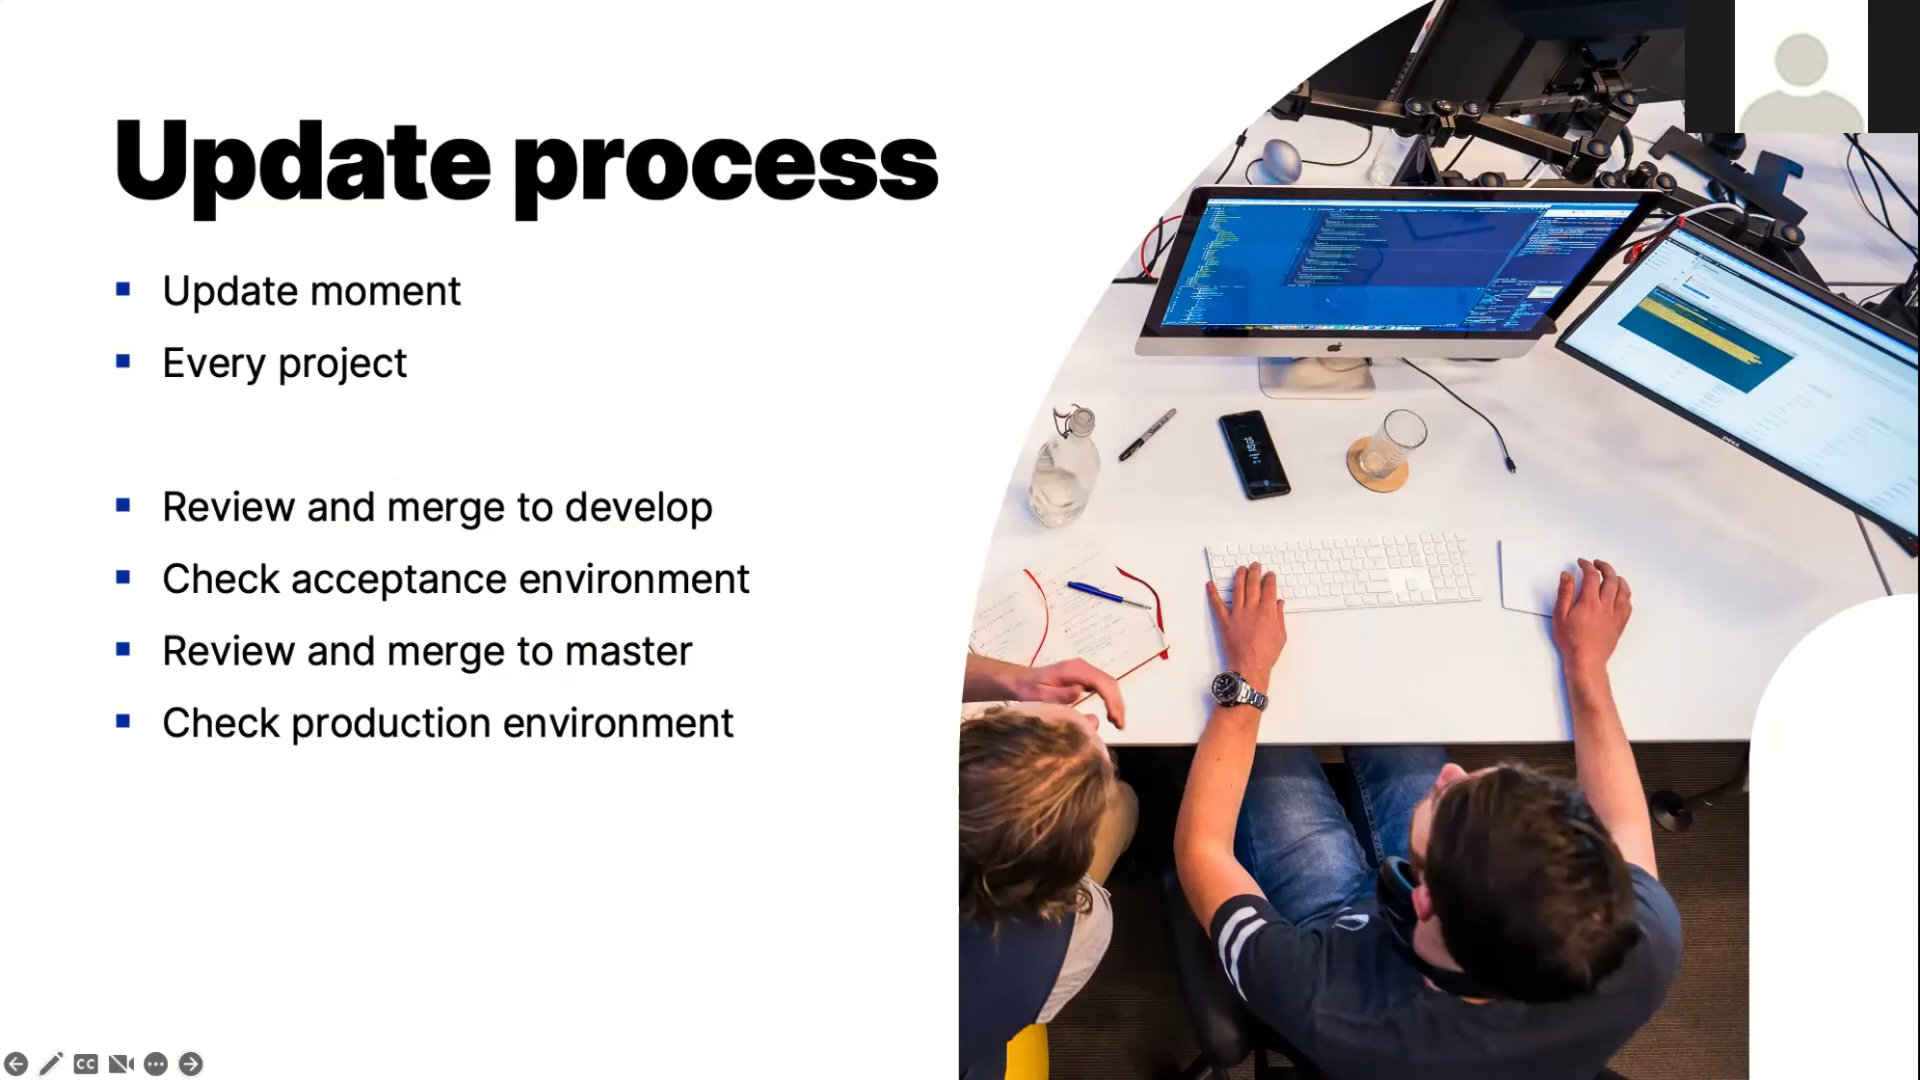 Update process
Update moment
Every project
Review and merge to develop
Check acceptance environment
Review and merge to master
Check production environment
CC